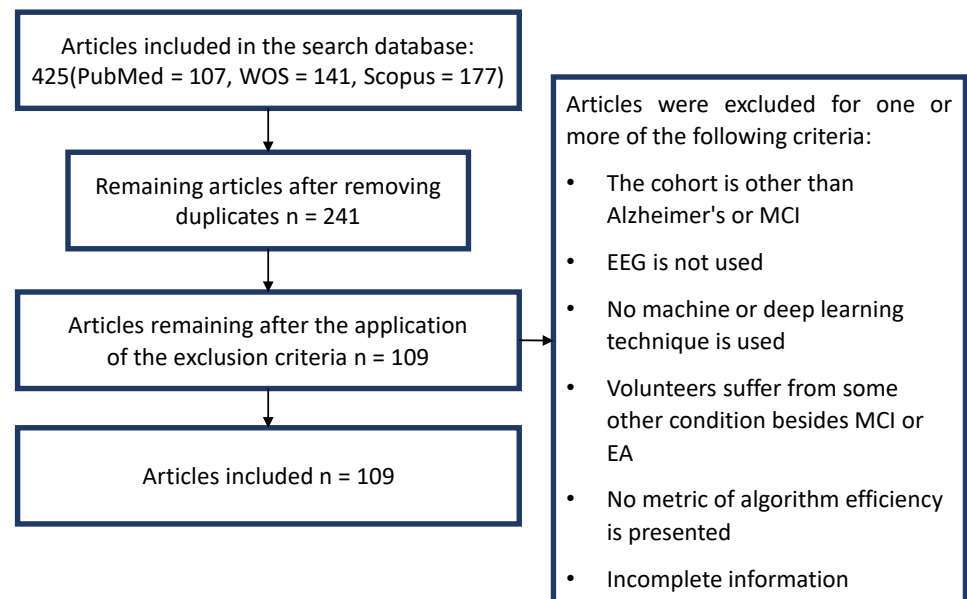 Articles included in the search database:
425(PubMed = 107, WOS = 141, Scopus = 177)
Remaining articles after removing
duplicates n = 241
Articles remaining after the application
of the exclusion criteria n = 109
Articles included n = 109
Articles were excluded for one or
more of the following criteria:
• The cohort is other than
Alzheimer's or MCI
• EEG is not used
• No machine or deep learning
technique is used
• Volunteers suffer from some
other condition besides MCI or
EA
• No metric of algorithm efficiency
is presented
• Incomplete information